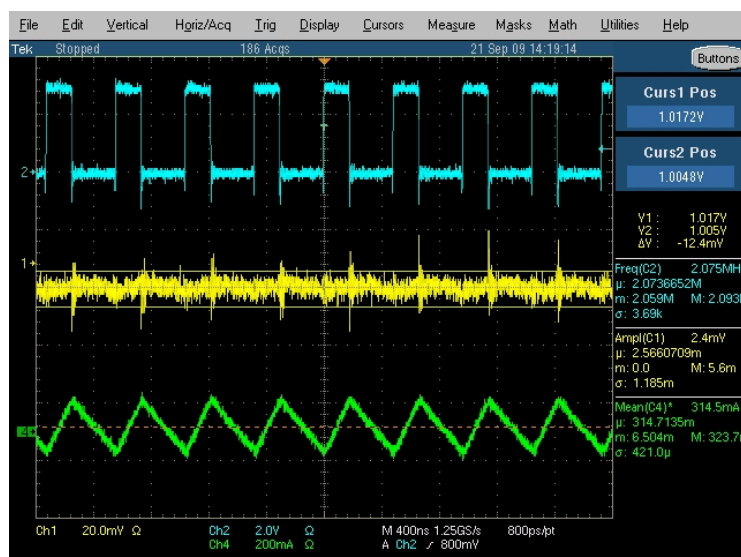 File Edit Vertical Horiz/Acq Trig Display Cursors Measure Masks Math Utilities Help
Tek Stopped 186 Acqs 21 Sep 09 14:19:14
Buttons
Curs1 Pos
1.0172V
Curs2 Pos
1.0048V
V1 : 1.017V
V2 : 1.005V
ΔV : -12.4mV
Freq(C2) 2.075MH
µ: 2.0736652M
m: 2.059M M: 2.093
σ: 3.69k
Ampl(C1) 2.4mV
µ: 2.5660709m
m: 0.0 M: 5.6m
σ: 1.185m
Mean(C4)* 314.5mA
µ: 314.7135m
m: 6.504m M: 323.7
σ: 421.0µ
2
1
4
Ch1 20.0mV Ω Ch2 2.0V Ω M 400ns 1.25GS/s 800ps/pt
Ch4 200mA Ω A Ch2 800mV